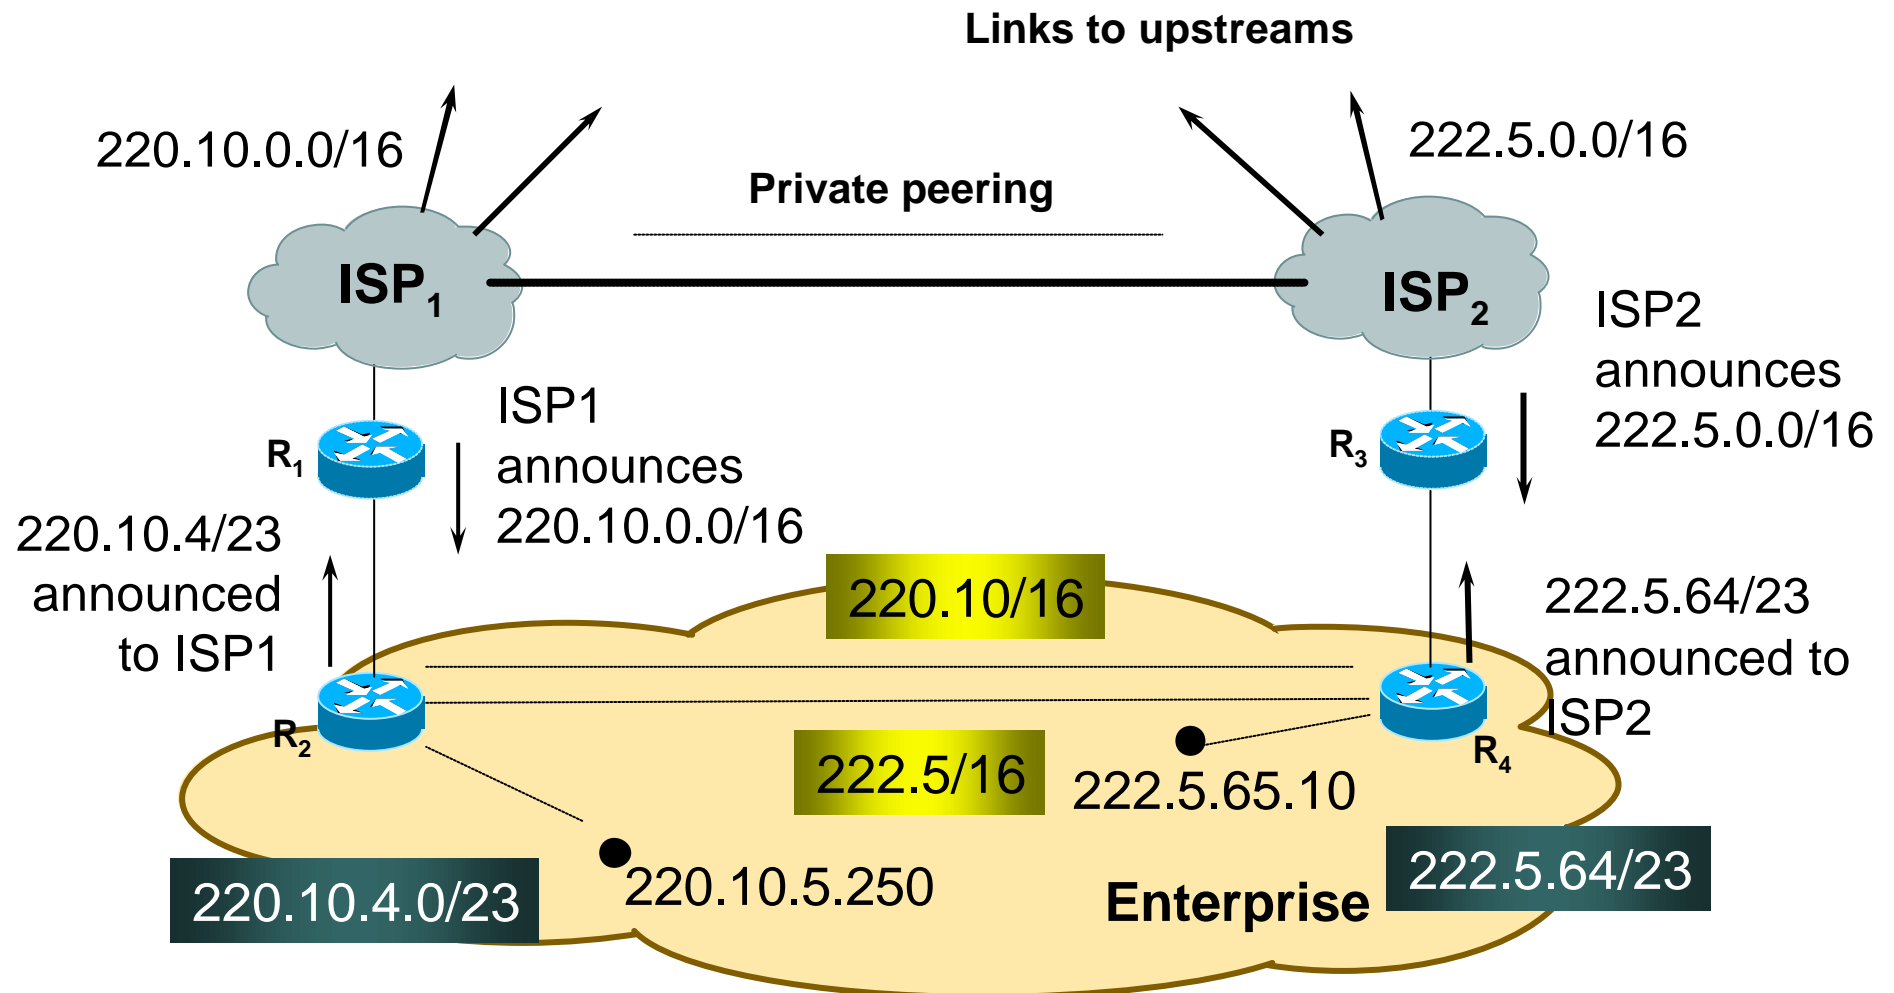 Links to upstreams
220.10.0.0/16
222.5.0.0/16
Private peering
ISP1
ISP2
ISP2
announces
222.5.0.0/16
ISP1
announces
220.10.0.0/16
R1
R3
220.10.4/23
announced
to ISP1
220.10/16
222.5.64/23
announced to
ISP2
R2
R4
222.5/16
222.5.65.10
220.10.4.0/23
220.10.5.250
Enterprise
222.5.64/23